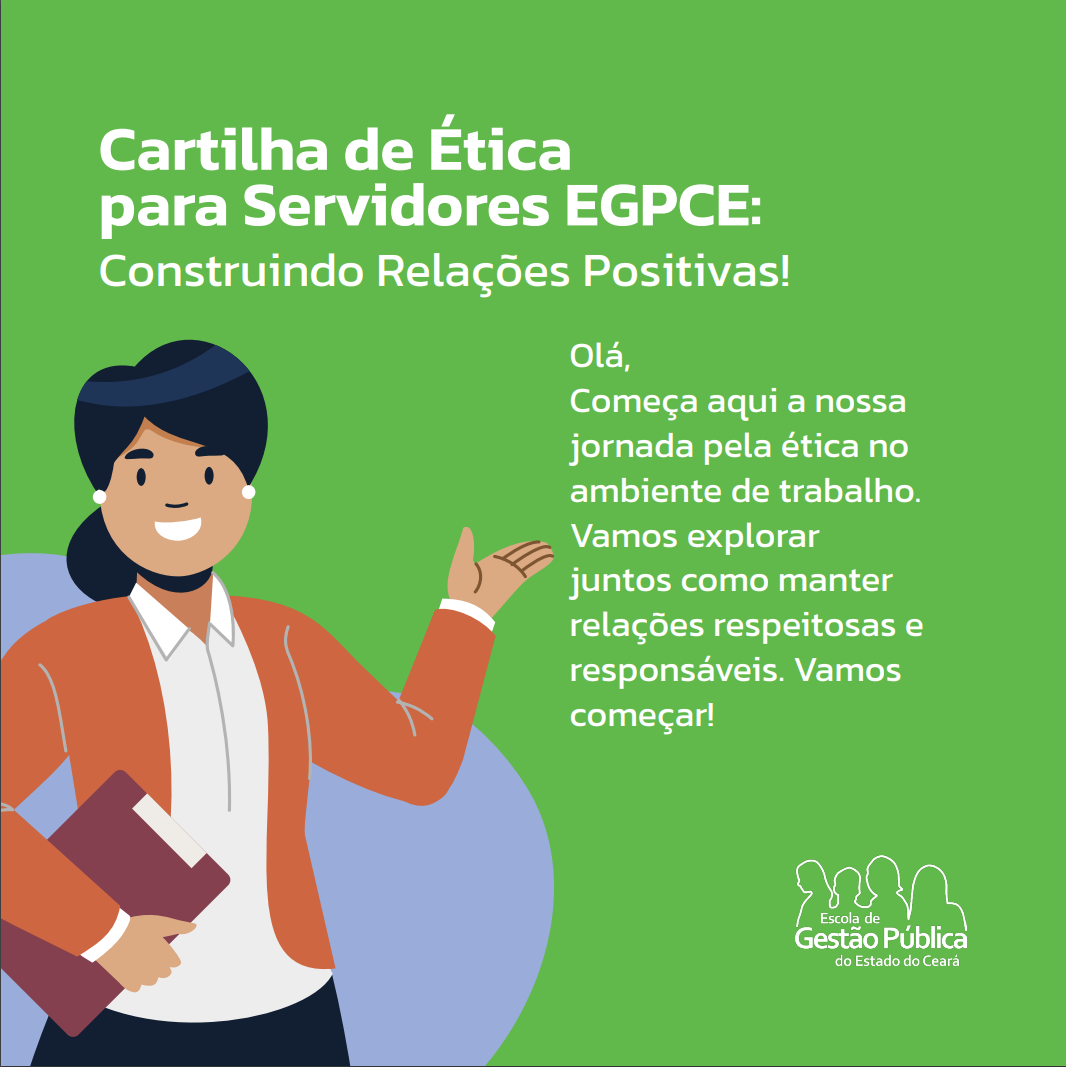 Cartilha de Ética
para Servidores EGPCE:
Construindo Relações Positivas!
Olá,
Começa aqui a nossa
jornada pela ética no
ambiente de trabalho.
Vamos explorar
juntos como manter
relações respeitosas e
responsáveis. Vamos
começar!
Escola de
Gestão Pública
do Estado do Ceará